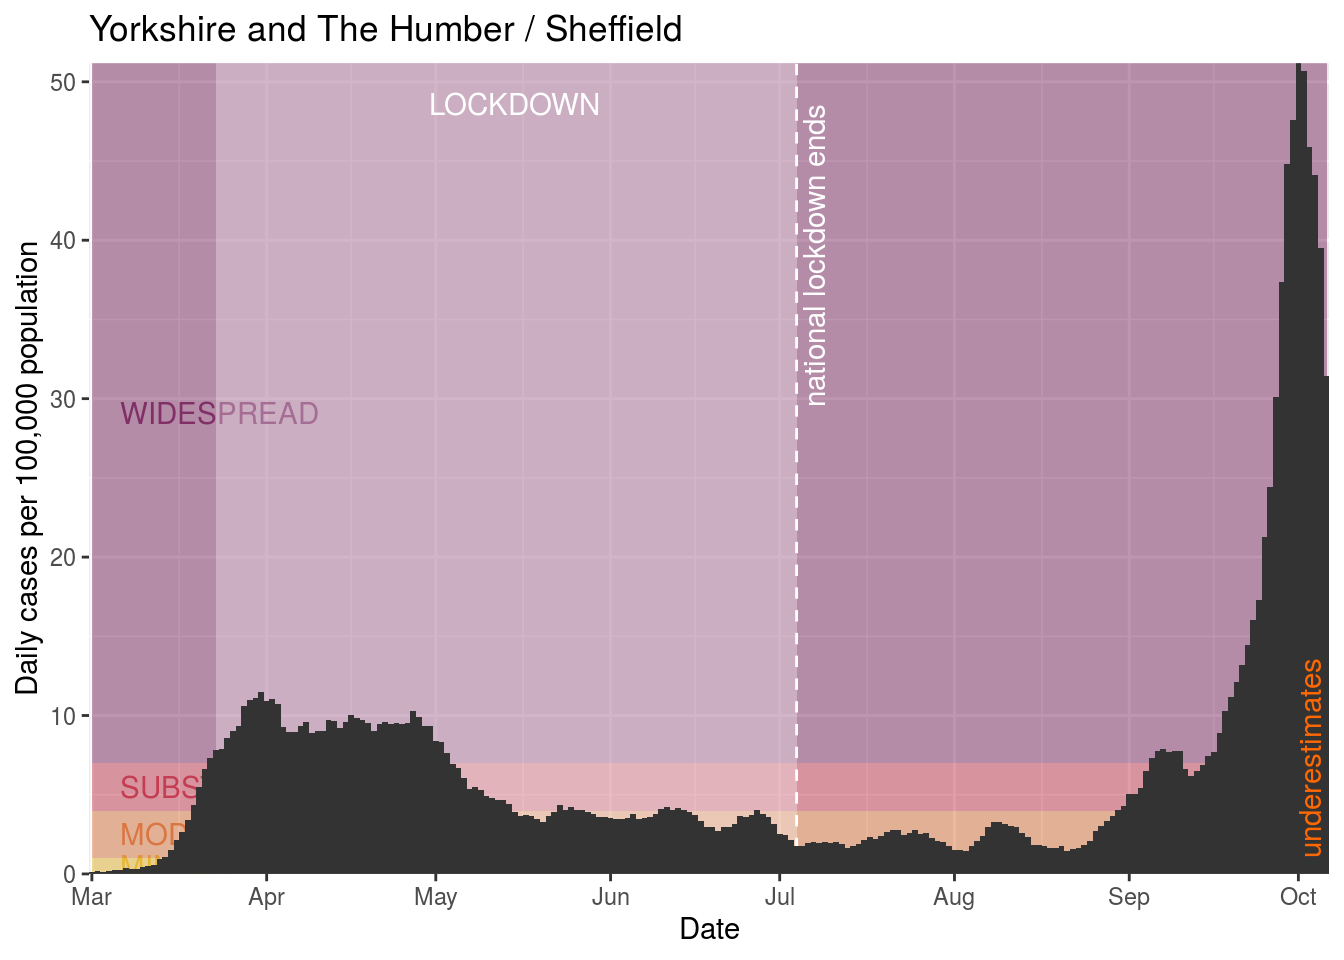 Yorkshire and The Humber / Sheffield
50
40
30
20
10
0
Daily cases per 100,000 population
LOCKDOWN
national lockdown ends
WIDESPREAD
SUBS
MOD
MIN
underestimates
Mar Apr May Jun Jul Aug Sep Oct
Date